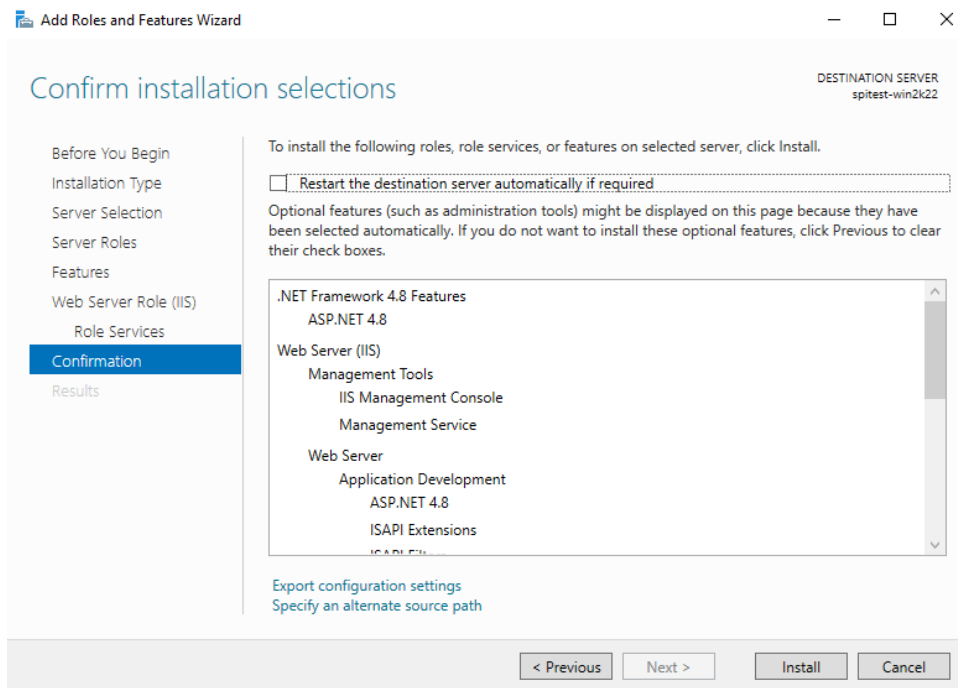 Add Roles and Features Wizard
Confirm installation selections
DESTINATION SERVER
spitest-win2k22
Before You Begin
Installation Type
Server Selection
Server Roles
Features
Web Server Role (IIS)
Role Services
Confirmation
Results
To install the following roles, role services, or features on selected server, click Install.
Restart the destination server automatically if required
Optional features (such as administration tools) might be displayed on this page because they have
been selected automatically. If you do not want to install these optional features, click Previous to clear
their check boxes.
.NET Framework 4.8 Features
ASP.NET 4.8
Web Server (IIS)
Management Tools
IIS Management Console
Management Service
Web Server
Application Development
ASP.NET 4.8
ISAPI Extensions
Export configuration settings
Specify an alternate source path
< Previous
Next >
Install
Cancel